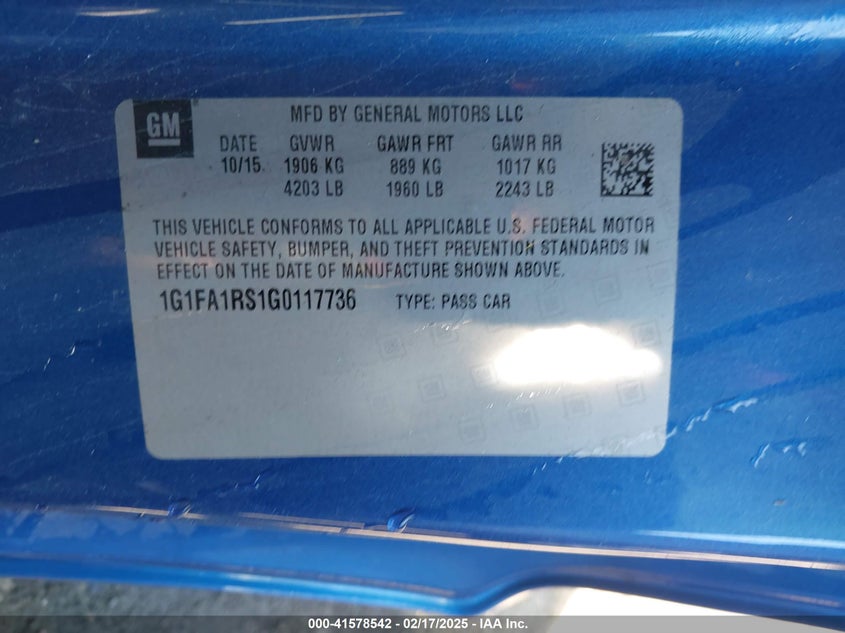 GM
MFD BY GENERAL MOTORS LLC
DATE GVWR GAWR FRT GAWR RR
10/15 1906 KG 889 KG 1017 KG
4203 LB 1960 LB 2243 LB
THIS VEHICLE CONFORMS TO ALL APPLICABLE U.S. FEDERAL MOTOR
VEHICLE SAFETY, BUMPER, AND THEFT PREVENTION STANDARDS IN
EFFECT ON THE DATE OF MANUFACTURE SHOWN ABOVE.
1G1FA1RS1G0117736 TYPE: PASS CAR
000-41578542 - 02/17/2025 - IAA Inc.